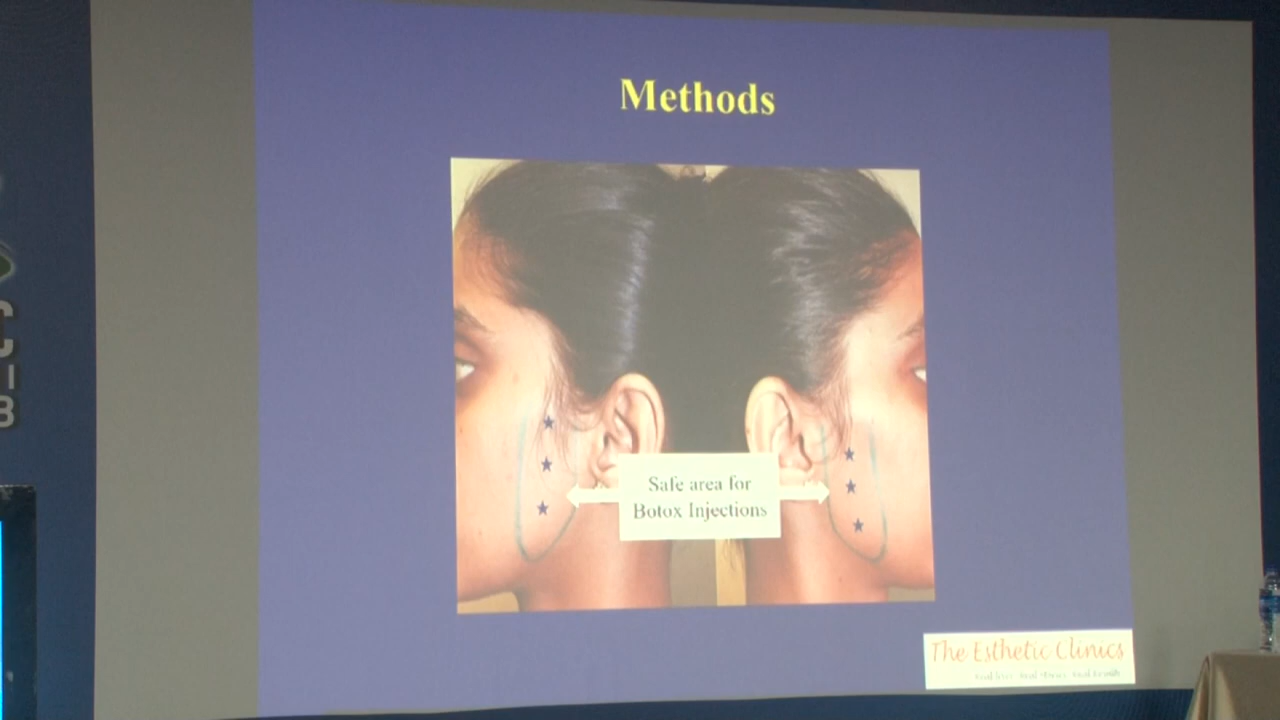 Methods
Safe area for
Botox Injections
The Esthetic Clinics
C
I
B